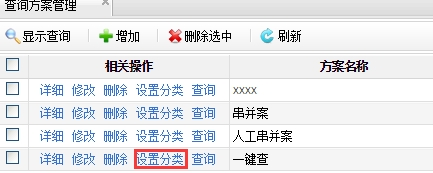 查询方案管理
显示查询 增加 删除选中 刷新
相关操作 方案名称
详细 修改 删除 设置分类 查询 xxxx
详细 修改 删除 设置分类 查询 串并案
详细 修改 删除 设置分类 查询 人工串并案
详细 修改 删除 设置分类 查询 一键查